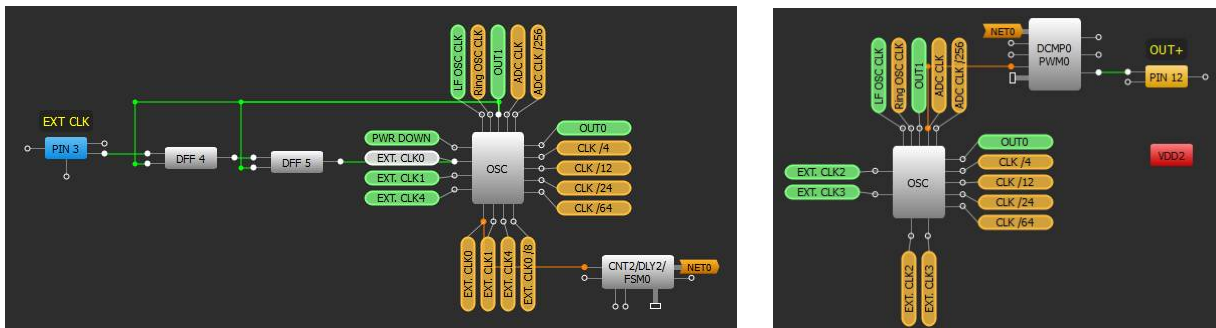 EXT CLK
PIN 3
DFF 4
DFF 5
LF OSC CLK
Ring OSC CLK
OUT1
ADC CLK
ADC CLK /256
PWR DOWN
EXT. CLK0
EXT. CLK1
EXT. CLK4
OSC
OUT0
CLK /4
CLK /12
CLK /24
CLK /64
EXT. CLK0
EXT. CLK1
EXT. CLK4
EXT. CLK0 /8
CNT2/DLY2/
FSM0
NET0
NET0
DCMP0
PWM0
OUT+
PIN 12
LF OSC CLK
Ring OSC CLK
OUT1
ADC CLK
ADC CLK /256
EXT. CLK2
EXT. CLK3
OSC
OUT0
CLK /4
CLK /12
CLK /24
CLK /64
VDD2
EXT. CLK2
EXT. CLK3